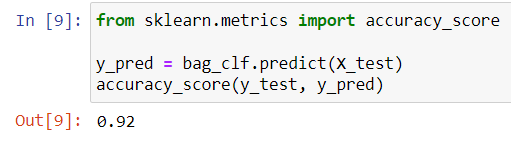 In [9]: from sklearn.metrics import accuracy_score
y_pred = bag_clf.predict(X_test)
accuracy_score(y_test, y_pred)
Out[9]: 0.92